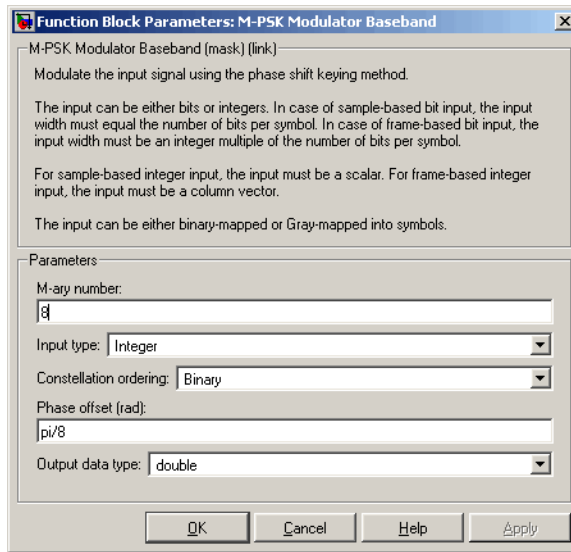 Function Block Parameters: M-PSK Modulator Baseband
M-PSK Modulator Baseband (mask) (link)
Modulate the input signal using the phase shift keying method.
The input can be either bits or integers. In case of sample-based bit input, the input
width must equal the number of bits per symbol. In case of frame-based bit input, the
input width must be an integer multiple of the number of bits per symbol.
For sample-based integer input, the input must be a scalar. For frame-based integer
input, the input must be a column vector.
The input can be either binary-mapped or Gray-mapped into symbols.
Parameters
M-ary number:
8
Input type: Integer
Constellation ordering: Binary
Phase offset (rad):
pi/8
Output data type: double
OK Cancel Help Apply